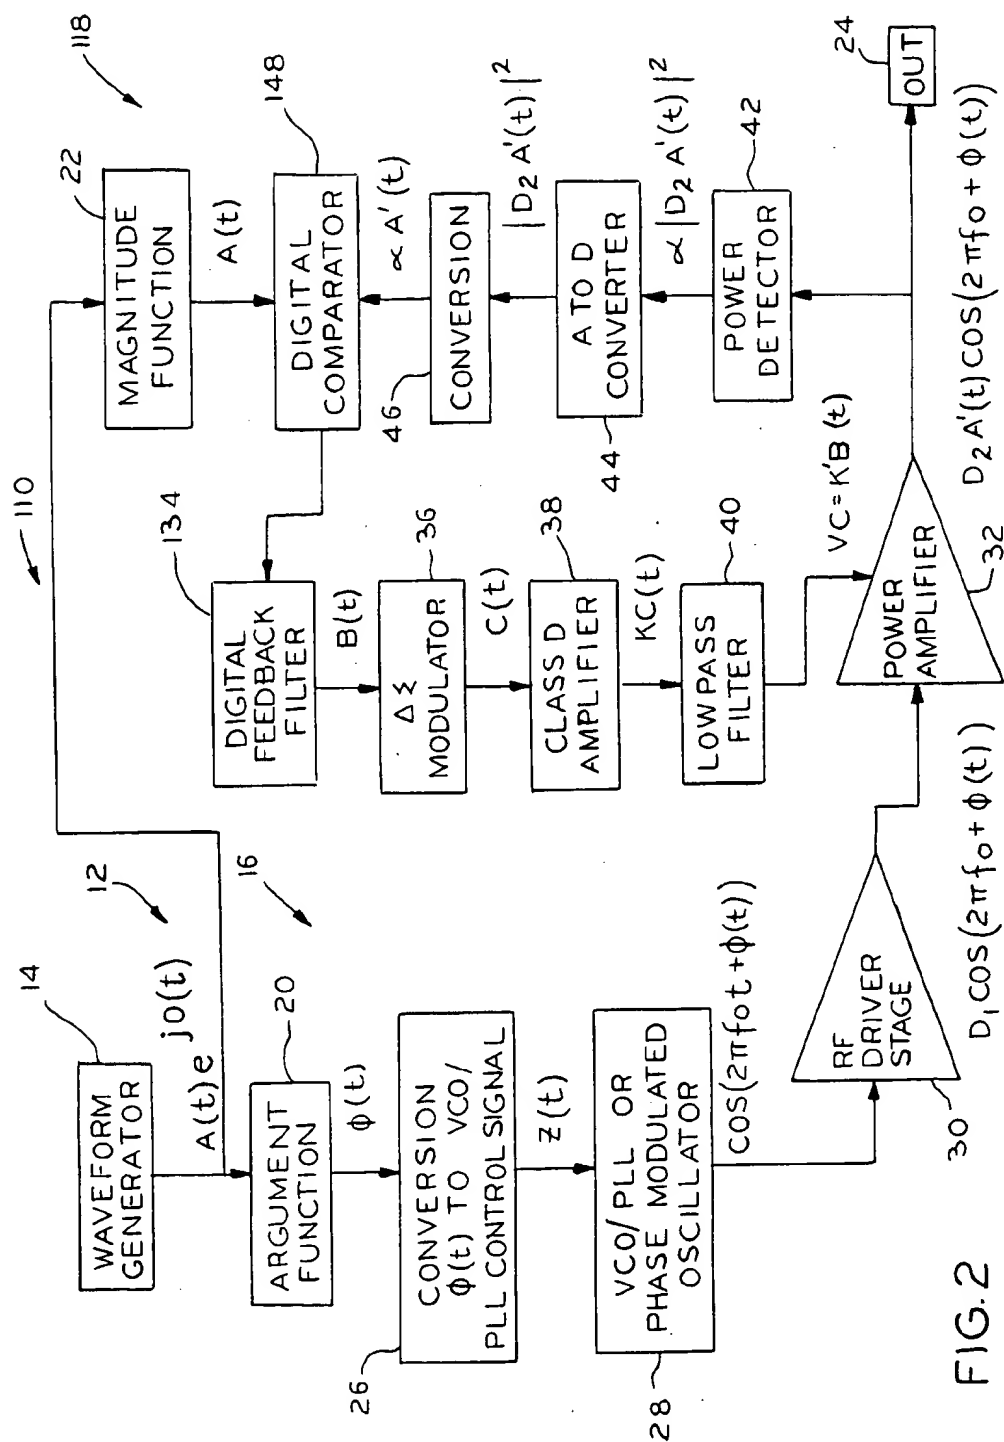 118
110
12
16
14
WAVEFORM
GENERATOR
A(t)e
jO(t)
20
ARGUMENT
FUNCTION
ϕ(t)
26
CONVERSION
ϕ(t) TO VCO/
PLL CONTROL SIGNAL
Z(t)
28
VCO/PLL OR
PHASE MODULATED
OSCILLATOR
COS(2πfot+ϕ(t))
RF
DRIVER
STAGE
30
D1 COS(2πfo+ϕ(t))
22
MAGNITUDE
FUNCTION
A(t)
148
DIGITAL
COMPARATOR
134
DIGITAL
FEEDBACK
FILTER
B(t)
36
ΔΣ
MODULATOR
C(t)
38
CLASS D
AMPLIFIER
KC(t)
40
LOWPASS
FILTER
VC=K'B(t)
POWER
AMPLIFIER
32
∝ A'(t)
46
CONVERSION
|D2 A'(t)|2
44
A TO D
CONVERTER
∝ |D2 A'(t)|2
42
POWER
DETECTOR
24
OUT
D2 A'(t)COS(2πfo+ϕ(t))
FIG. 2